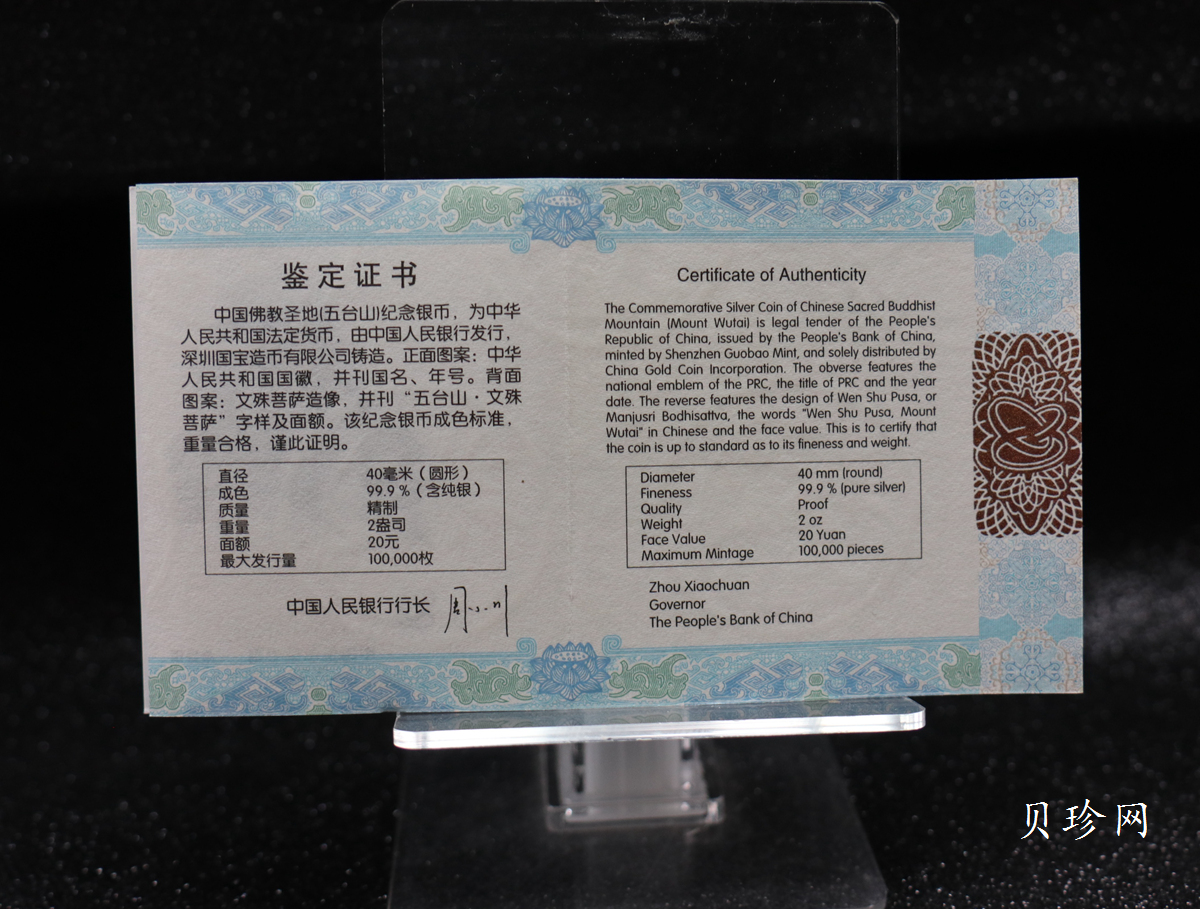 鉴定证书
中国佛教圣地(五台山)纪念银币，为中华
人民共和国法定货币，由中国人民银行发行，
深圳国宝造币有限公司铸造。正面图案：中华
人民共和国国徽，并刊国名、年号。背面
图案：文殊菩萨造像，并刊“五台山·文殊
菩萨”字样及面额。该纪念银币成色标准，
重量合格，谨此证明。
直径 40毫米（圆形）
成色 99.9％（含纯银）
质量 精制
重量 2盎司
面额 20元
最大发行量 100,000枚
中国人民银行行长 周小川
Certificate of Authenticity
The Commemorative Silver Coin of Chinese Sacred Buddhist
Mountain (Mount Wutai) is legal tender of the People's
Republic of China, issued by the People's Bank of China,
minted by Shenzhen Guobao Mint, and solely distributed by
China Gold Coin Incorporation. The obverse features the
national emblem of the PRC, the title of PRC and the year
date. The reverse features the design of Wen Shu Pusa, or
Manjusri Bodhisattva, the words "Wen Shu Pusa, Mount
Wutai" in Chinese and the face value. This is to certify that
the coin is up to standard as to its fineness and weight.
Diameter 40 mm (round)
Fineness 99.9 % (pure silver)
Quality Proof
Weight 2 oz
Face Value 20 Yuan
Maximum Mintage 100,000 pieces
Zhou Xiaochuan
Governor
The People's Bank of China
贝珍网